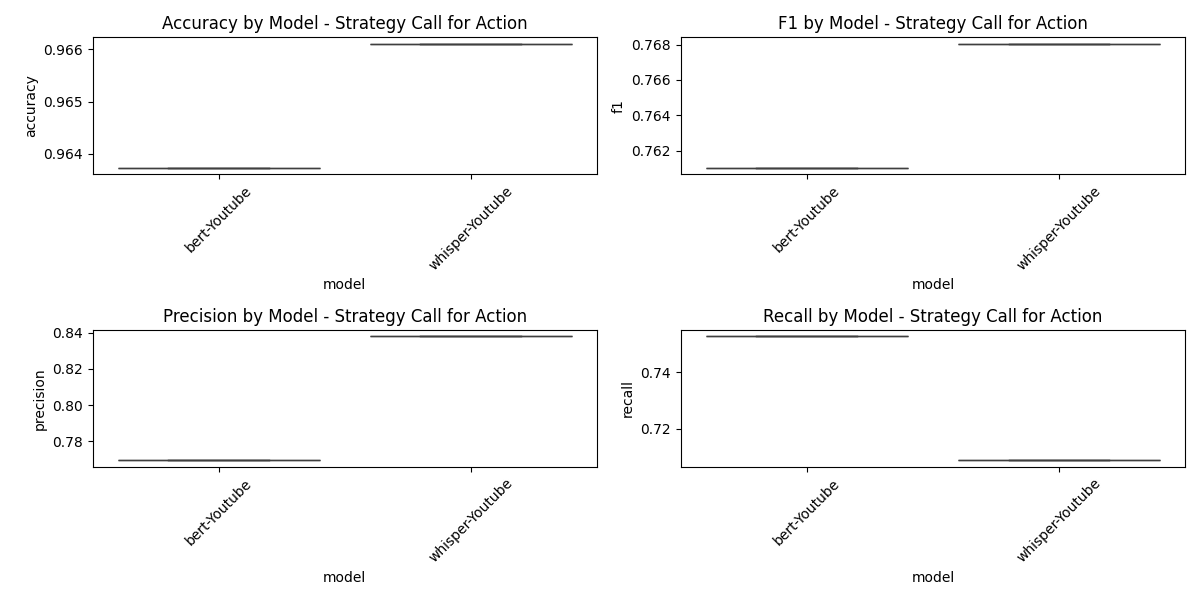 Accuracy by Model - Strategy Call for Action
accuracy
0.966
0.965
0.964
bert-Youtube
whisper-Youtube
model
F1 by Model - Strategy Call for Action
f1
0.768
0.766
0.764
0.762
bert-Youtube
whisper-Youtube
model
Precision by Model - Strategy Call for Action
precision
0.84
0.82
0.80
0.78
bert-Youtube
whisper-Youtube
model
Recall by Model - Strategy Call for Action
recall
0.74
0.72
bert-Youtube
whisper-Youtube
model